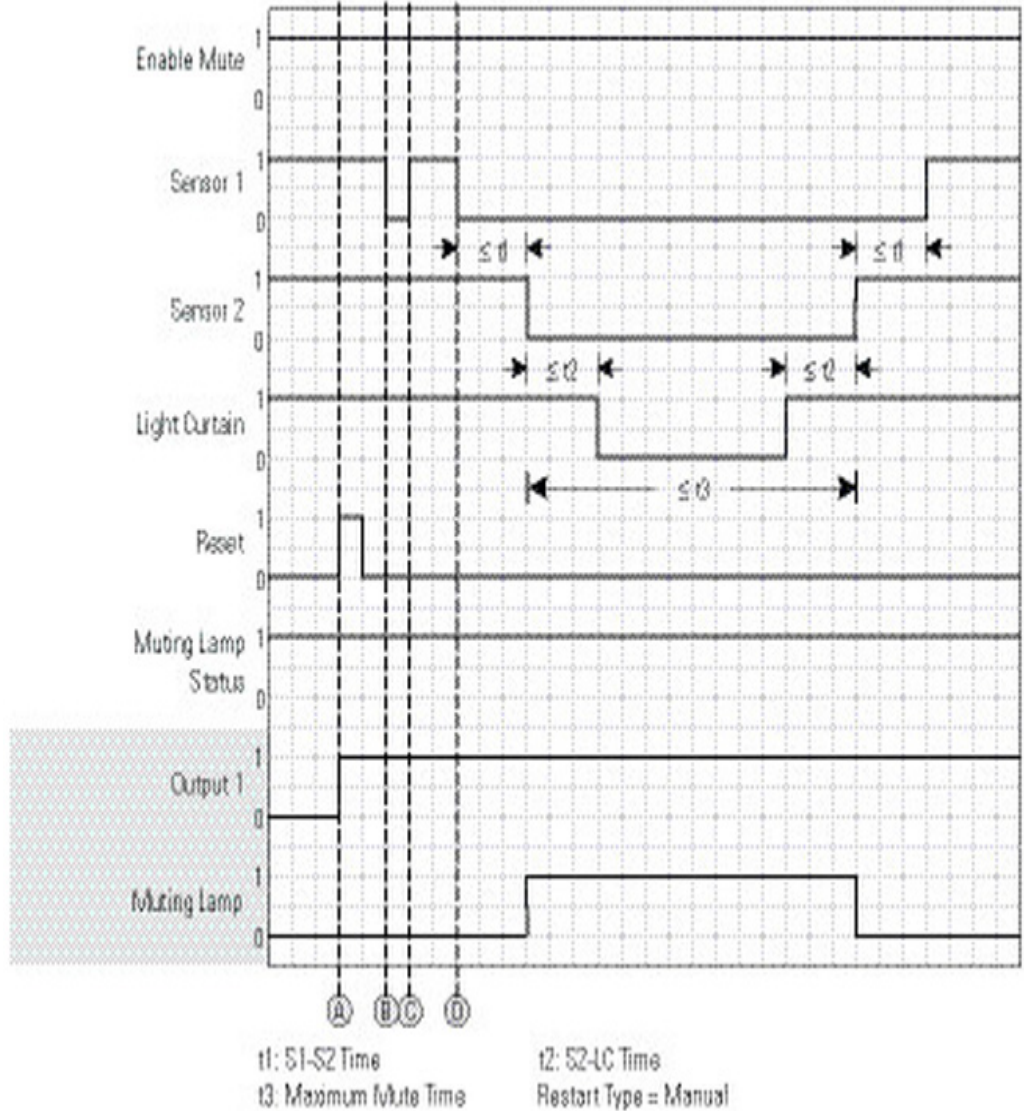 Enable Mute
1
0
Sensor 1
1
0
≤ t1
≤ t1
Sensor 2
1
0
≤ t2
≤ t2
Light Curtain
1
0
≤ t3
Reset
1
0
Muting Lamp
Status
1
0
Output 1
1
0
Muting Lamp
1
0
A B C D
t1: S1-S2 Time
t2: S2-LC Time
t3: Maximum Mute Time
Restart Type = Manual